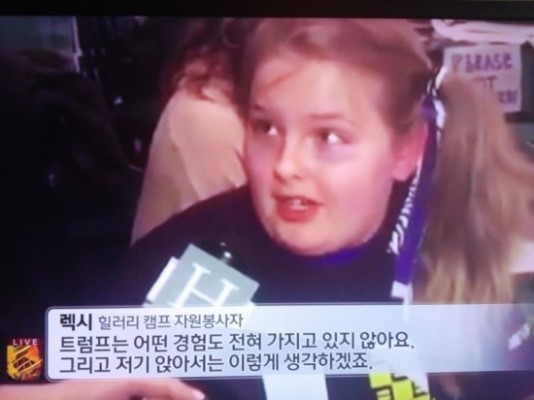 PLEASE
H
렉시 힐러리 캠프 자원봉사자
LIVE
트럼프는 어떤 경험도 전혀 가지고 있지 않아요.
그리고 저기 앉아서는 이렇게 생각하겠죠.